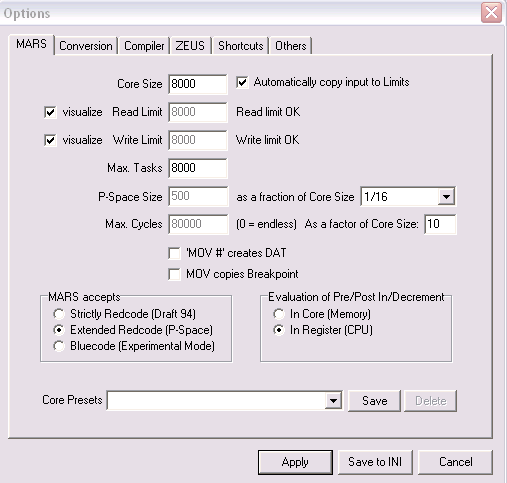 Options
MARS Conversion Compiler ZEUS Shortcuts Others
Core Size 8000 Automatically copy input to Limits
visualize Read Limit 8000 Read limit OK
visualize Write Limit 8000 Write limit OK
Max. Tasks 8000
P-Space Size 500 as a fraction of Core Size 1/16
Max. Cycles 80000 (0 = endless) As a factor of Core Size: 10
'MOV #' creates DAT
MOV copies Breakpoint
MARS accepts
Strictly Redcode (Draft 94)
Extended Redcode (P-Space)
Bluecode (Experimental Mode)
Evaluation of Pre/Post In/Decrement
In Core (Memory)
In Register (CPU)
Core Presets Save Delete
Apply Save to INI Cancel